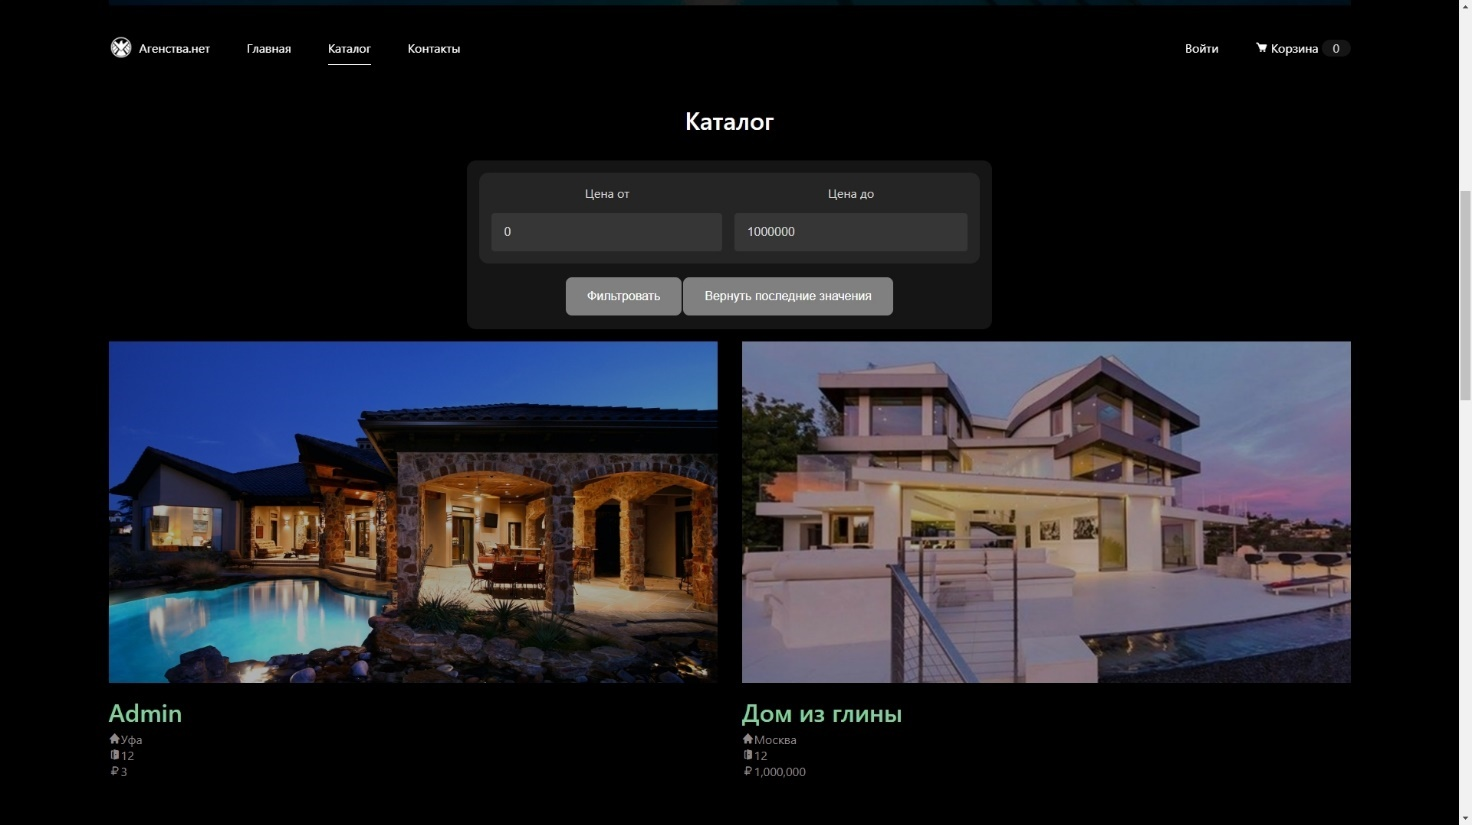 Агенства.нет Главная Каталог Контакты Войти Корзина 0
Каталог
Цена от Цена до
0 1000000
Фильтровать Вернуть последние значения
Admin
Уфа
12
₽ 3
Дом из глины
Москва
12
₽ 1,000,000